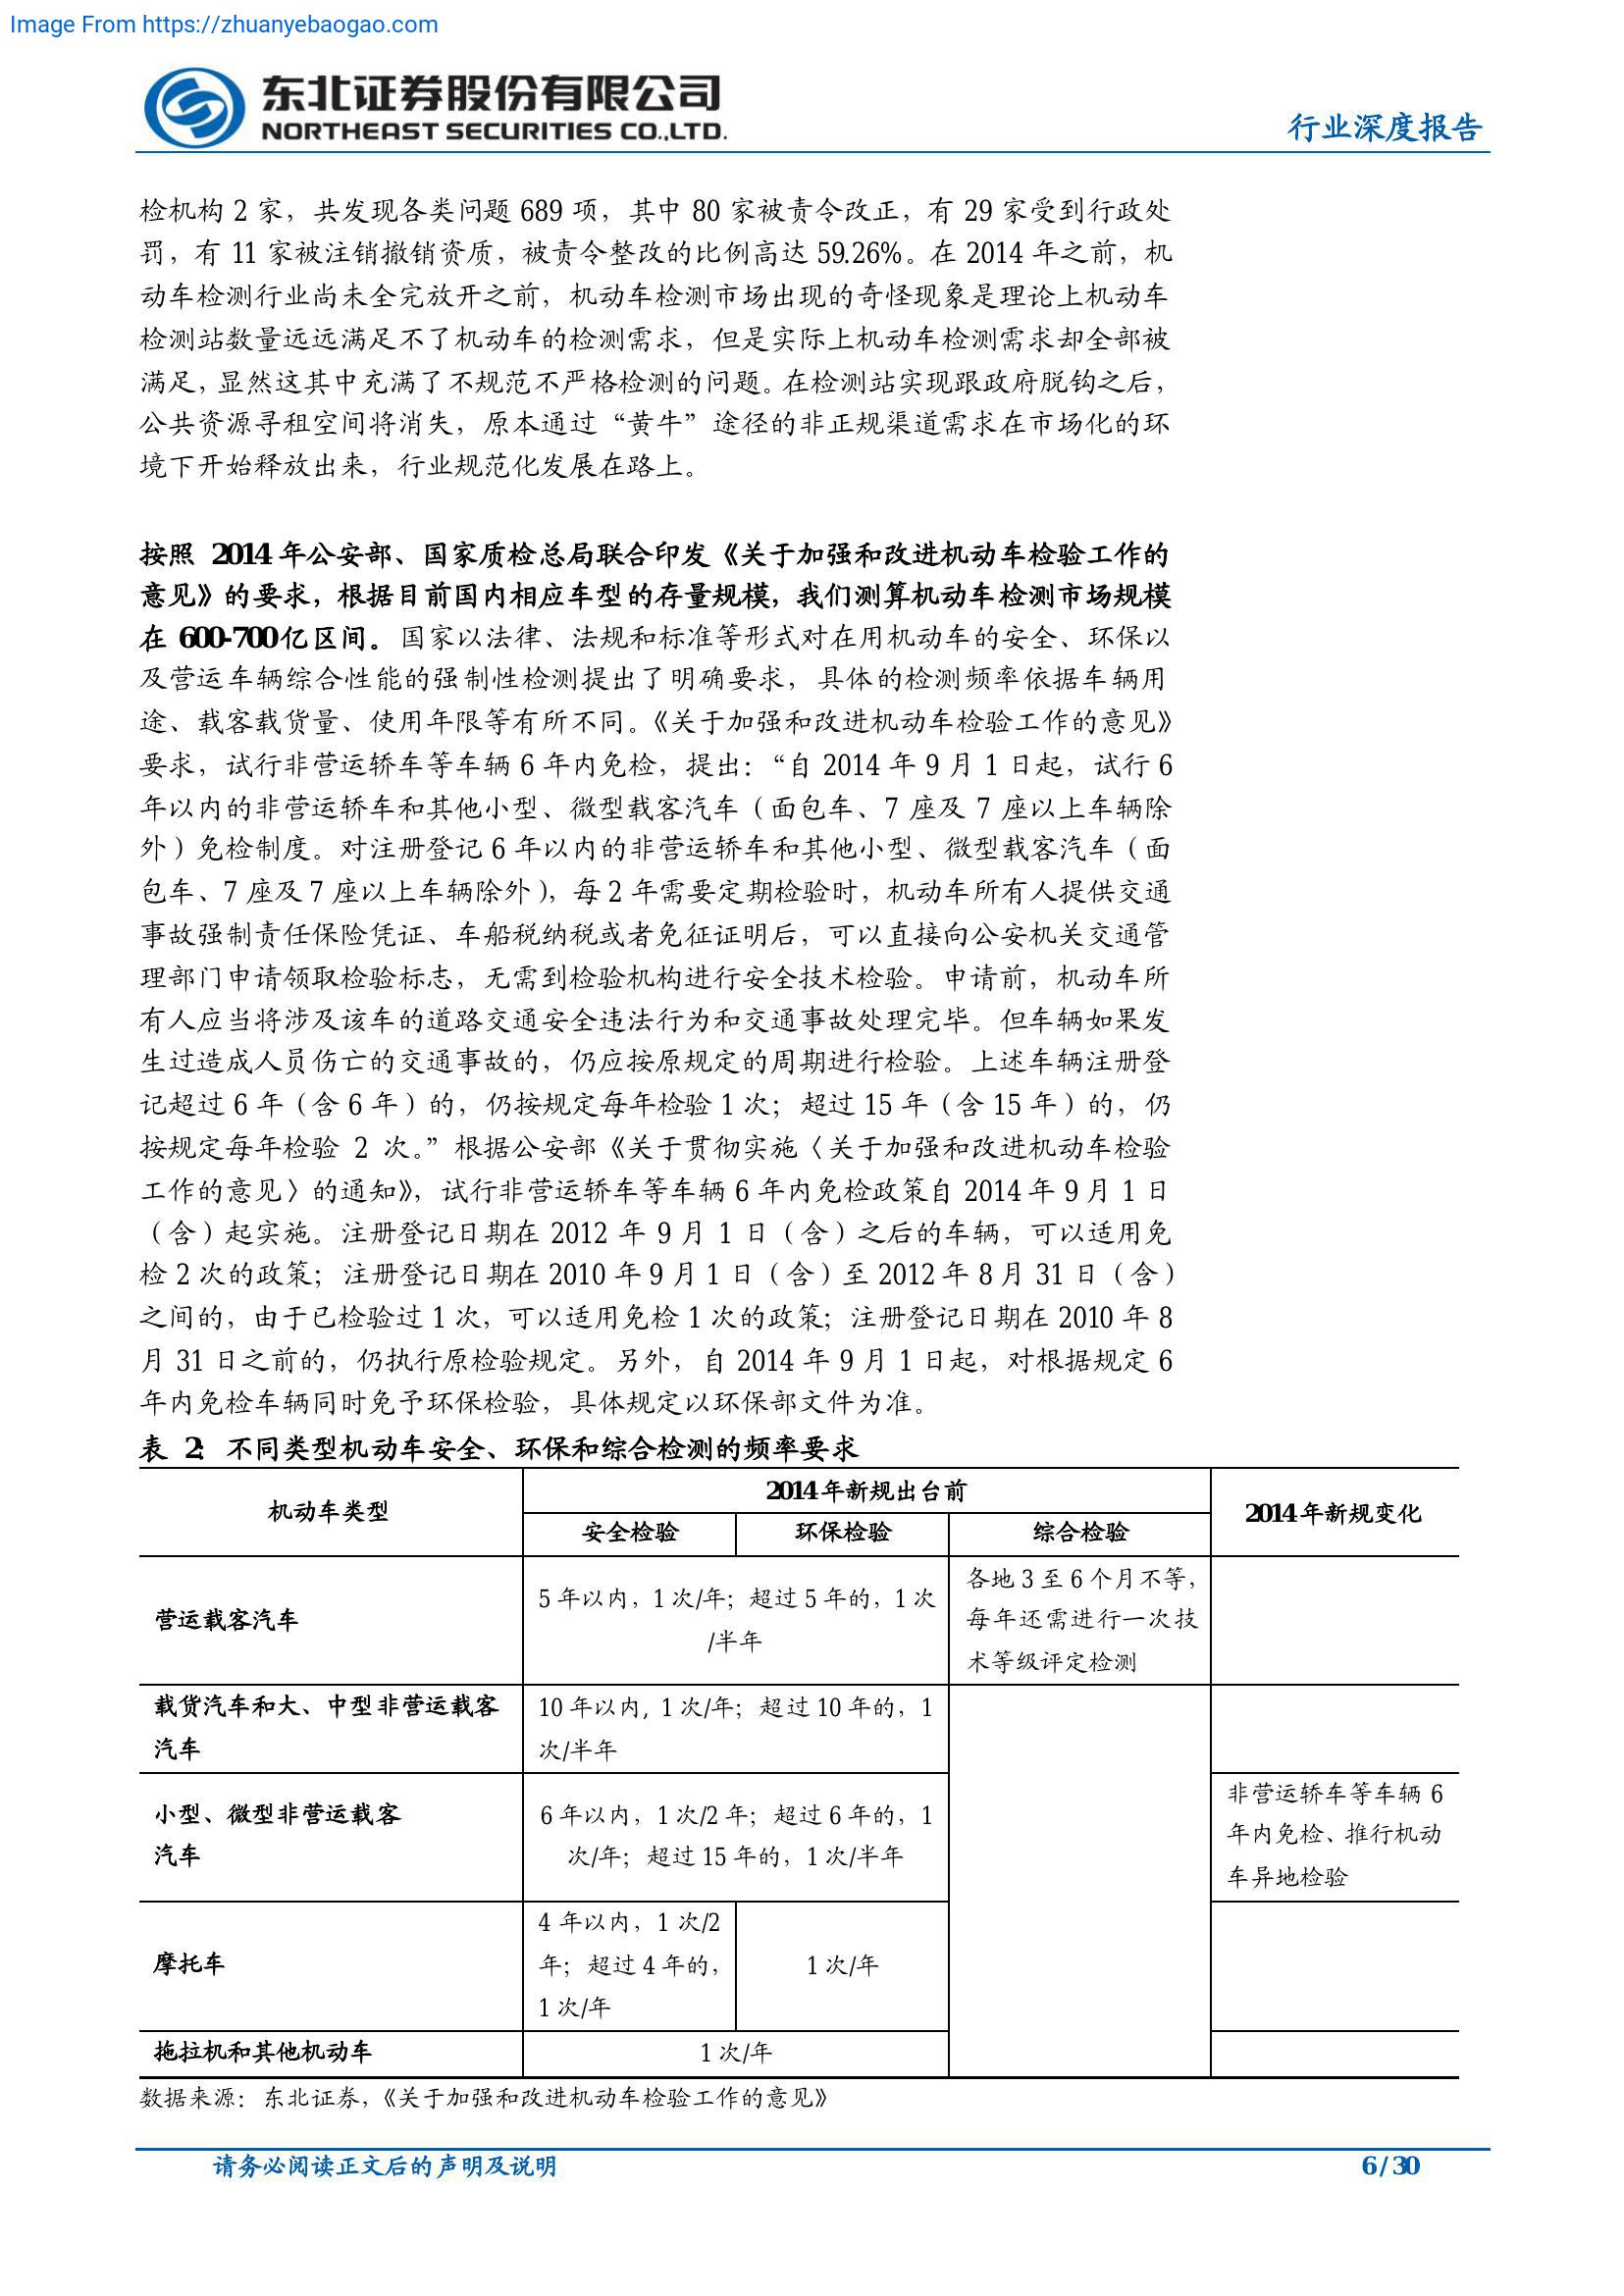 Image From https://zhuanyebaogao.com
东北证券股份有限公司
NORTHEAST SECURITIES CO.,LTD.
行业深度报告
检机构 2 家，共发现各类问题 689 项，其中 80 家被责令改正，有 29 家受到行政处
罚，有 11 家被注销撤销资质，被责令整改的比例高达 59.26%。在 2014 年之前，机
动车检测行业尚未全完放开之前，机动车检测市场出现的奇怪现象是理论上机动车
检测站数量远远满足不了机动车的检测需求，但是实际上机动车检测需求却全部被
满足，显然这其中充满了不规范不严格检测的问题。在检测站实现跟政府脱钩之后，
公共资源寻租空间将消失，原本通过“黄牛”途径的非正规渠道需求在市场化的环
境下开始释放出来，行业规范化发展在路上。
按照 2014 年公安部、国家质检总局联合印发《关于加强和改进机动车检验工作的
意见》的要求，根据目前国内相应车型的存量规模，我们测算机动车检测市场规模
在 600-700亿区间。国家以法律、法规和标准等形式对在用机动车的安全、环保以
及营运车辆综合性能的强制性检测提出了明确要求，具体的检测频率依据车辆用
途、载客载货量、使用年限等有所不同。《关于加强和改进机动车检验工作的意见》
要求，试行非营运轿车等车辆 6 年内免检，提出：“自 2014 年 9 月 1 日起，试行 6
年以内的非营运轿车和其他小型、微型载客汽车（面包车、7 座及 7 座以上车辆除
外）免检制度。对注册登记 6 年以内的非营运轿车和其他小型、微型载客汽车（面
包车、7 座及 7 座以上车辆除外），每 2 年需要定期检验时，机动车所有人提供交通
事故强制责任保险凭证、车船税纳税或者免征证明后，可以直接向公安机关交通管
理部门申请领取检验标志，无需到检验机构进行安全技术检验。申请前，机动车所
有人应当将涉及该车的道路交通安全违法行为和交通事故处理完毕。但车辆如果发
生过造成人员伤亡的交通事故的，仍应按原规定的周期进行检验。上述车辆注册登
记超过 6 年（含 6 年）的，仍按规定每年检验 1 次；超过 15 年（含 15 年）的，仍
按规定每年检验 2 次。”根据公安部《关于贯彻实施〈关于加强和改进机动车检验
工作的意见〉的通知》，试行非营运轿车等车辆 6 年内免检政策自 2014 年 9 月 1 日
（含）起实施。注册登记日期在 2012 年 9 月 1 日（含）之后的车辆，可以适用免
检 2 次的政策；注册登记日期在 2010 年 9 月 1 日（含）至 2012 年 8 月 31 日（含）
之间的，由于已检验过 1 次，可以适用免检 1 次的政策；注册登记日期在 2010 年 8
月 31 日之前的，仍执行原检验规定。另外，自 2014 年 9 月 1 日起，对根据规定 6
年内免检车辆同时免予环保检验，具体规定以环保部文件为准。
表 2：不同类型机动车安全、环保和综合检测的频率要求
机动车类型
2014 年新规出台前
2014 年新规变化
安全检验
环保检验
综合检验
营运载客汽车
5 年以内，1 次/年；超过 5 年的，1 次
/半年
各地 3 至 6 个月不等，
每年还需进行一次技
术等级评定检测
载货汽车和大、中型非营运载客
汽车
10 年以内，1 次/年；超过 10 年的，1
次/半年
小型、微型非营运载客
汽车
6 年以内，1 次/2 年；超过 6 年的，1
次/年；超过 15 年的，1 次/半年
非营运轿车等车辆 6
年内免检、推行机动
车异地检验
摩托车
4 年以内，1 次/2
年；超过 4 年的，
1 次/年
1 次/年
拖拉机和其他机动车
1 次/年
数据来源：东北证券，《关于加强和改进机动车检验工作的意见》
请务必阅读正文后的声明及说明
6 / 30